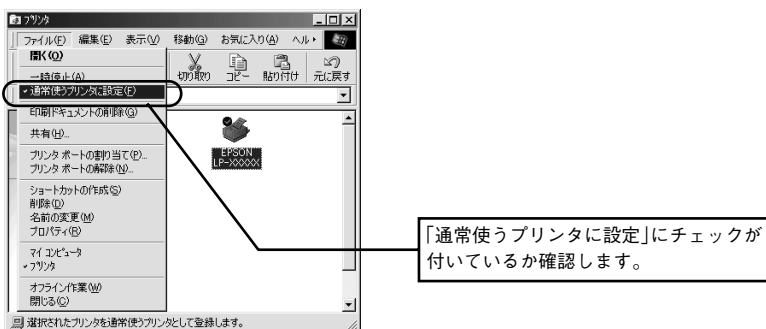 プリンタ
ファイル(F) 編集(E) 表示(V) 移動(G) お気に入り(A) ヘル
開く(O)
一時停止(A)
通常使うプリンタに設定(F)
印刷ドキュメントの削除(G)
共有(H)...
プリンタ ポートの割り当て(P)...
プリンタ ポートの解除(N)...
ショートカットの作成(S)
削除(D)
名前の変更(M)
プロパティ(R)
マイ コンピュータ
プリンタ
オフライン作業(W)
閉じる(C)
切り取り コピー 貼り付け 元に戻す
EPSON
LP-XXXXX
選択されたプリンタを通常使うプリンタとして登録します。
「通常使うプリンタに設定」にチェックが
付いているか確認します。